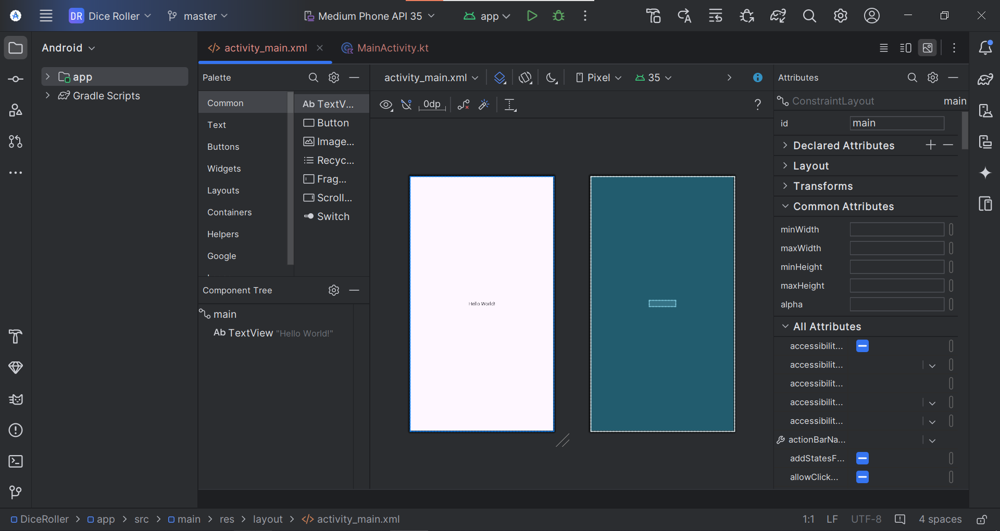 DR Dice Roller master Medium Phone API 35 app
Android
app
Gradle Scripts
activity_main.xml MainActivity.kt
Palette
Common
Text
Buttons
Widgets
Layouts
Containers
Helpers
Google
Ab TextV...
Button
Image...
Recyc...
Frag...
Scroll...
Switch
Component Tree
main
Ab TextView "Hello World!"
activity_main.xml Pixel 35
0dp ?
Hello World!
Attributes
ConstraintLayout main
id main
Declared Attributes
Layout
Transforms
Common Attributes
minWidth
maxWidth
minHeight
maxHeight
alpha
All Attributes
accessibilit...
accessibilit...
accessibilit...
accessibilit...
accessibilit...
actionBarNa...
addStatesF...
allowClick...
DiceRoller > app > src > main > res > layout > activity_main.xml 1:1 LF UTF-8 4 spaces